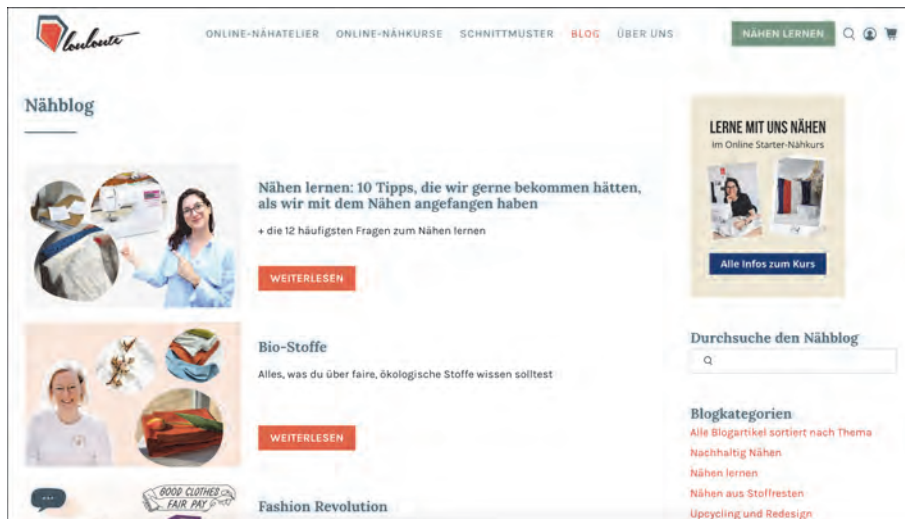 louloute
ONLINE-NÄHATELIER ONLINE-NÄHKURSE SCHNITTMUSTER BLOG ÜBER UNS
NÄHEN LERNEN
Nähblog
Nähen lernen: 10 Tipps, die wir gerne bekommen hätten,
als wir mit dem Nähen angefangen haben
+ die 12 häufigsten Fragen zum Nähen lernen
WEITERLESEN
Bio-Stoffe
Alles, was du über faire, ökologische Stoffe wissen solltest
WEITERLESEN
GOOD CLOTHES
FAIR PAY
Fashion Revolution
LERNE MIT UNS NÄHEN
Im Online Starter-Nähkurs
Alle Infos zum Kurs
Durchsuche den Nähblog
Blogkategorien
Alle Blogartikel sortiert nach Thema
Nachhaltig Nähen
Nähen lernen
Nähen aus Stoffresten
Upcycling und Redesign